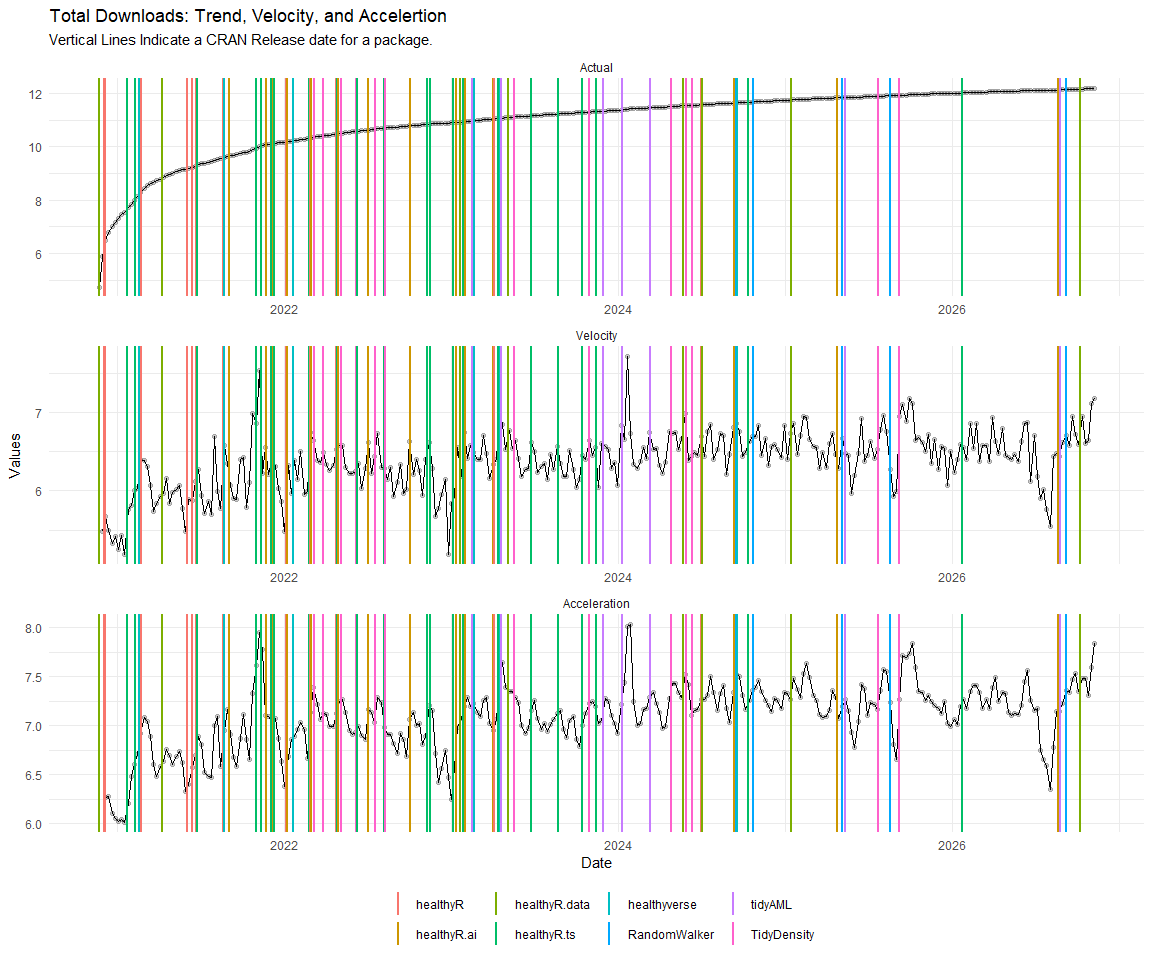 Total Downloads: Trend, Velocity, and Accelertion
Vertical Lines Indicate a CRAN Release date for a package.
Actual
12
10
8
6
2022
2024
2026
Velocity
7
6
2022
2024
2026
Values
Acceleration
8.0
7.5
7.0
6.5
6.0
2022
2024
2026
Date
healthyR
healthyR.data
healthyverse
tidyAML
healthyR.ai
healthyR.ts
RandomWalker
TidyDensity